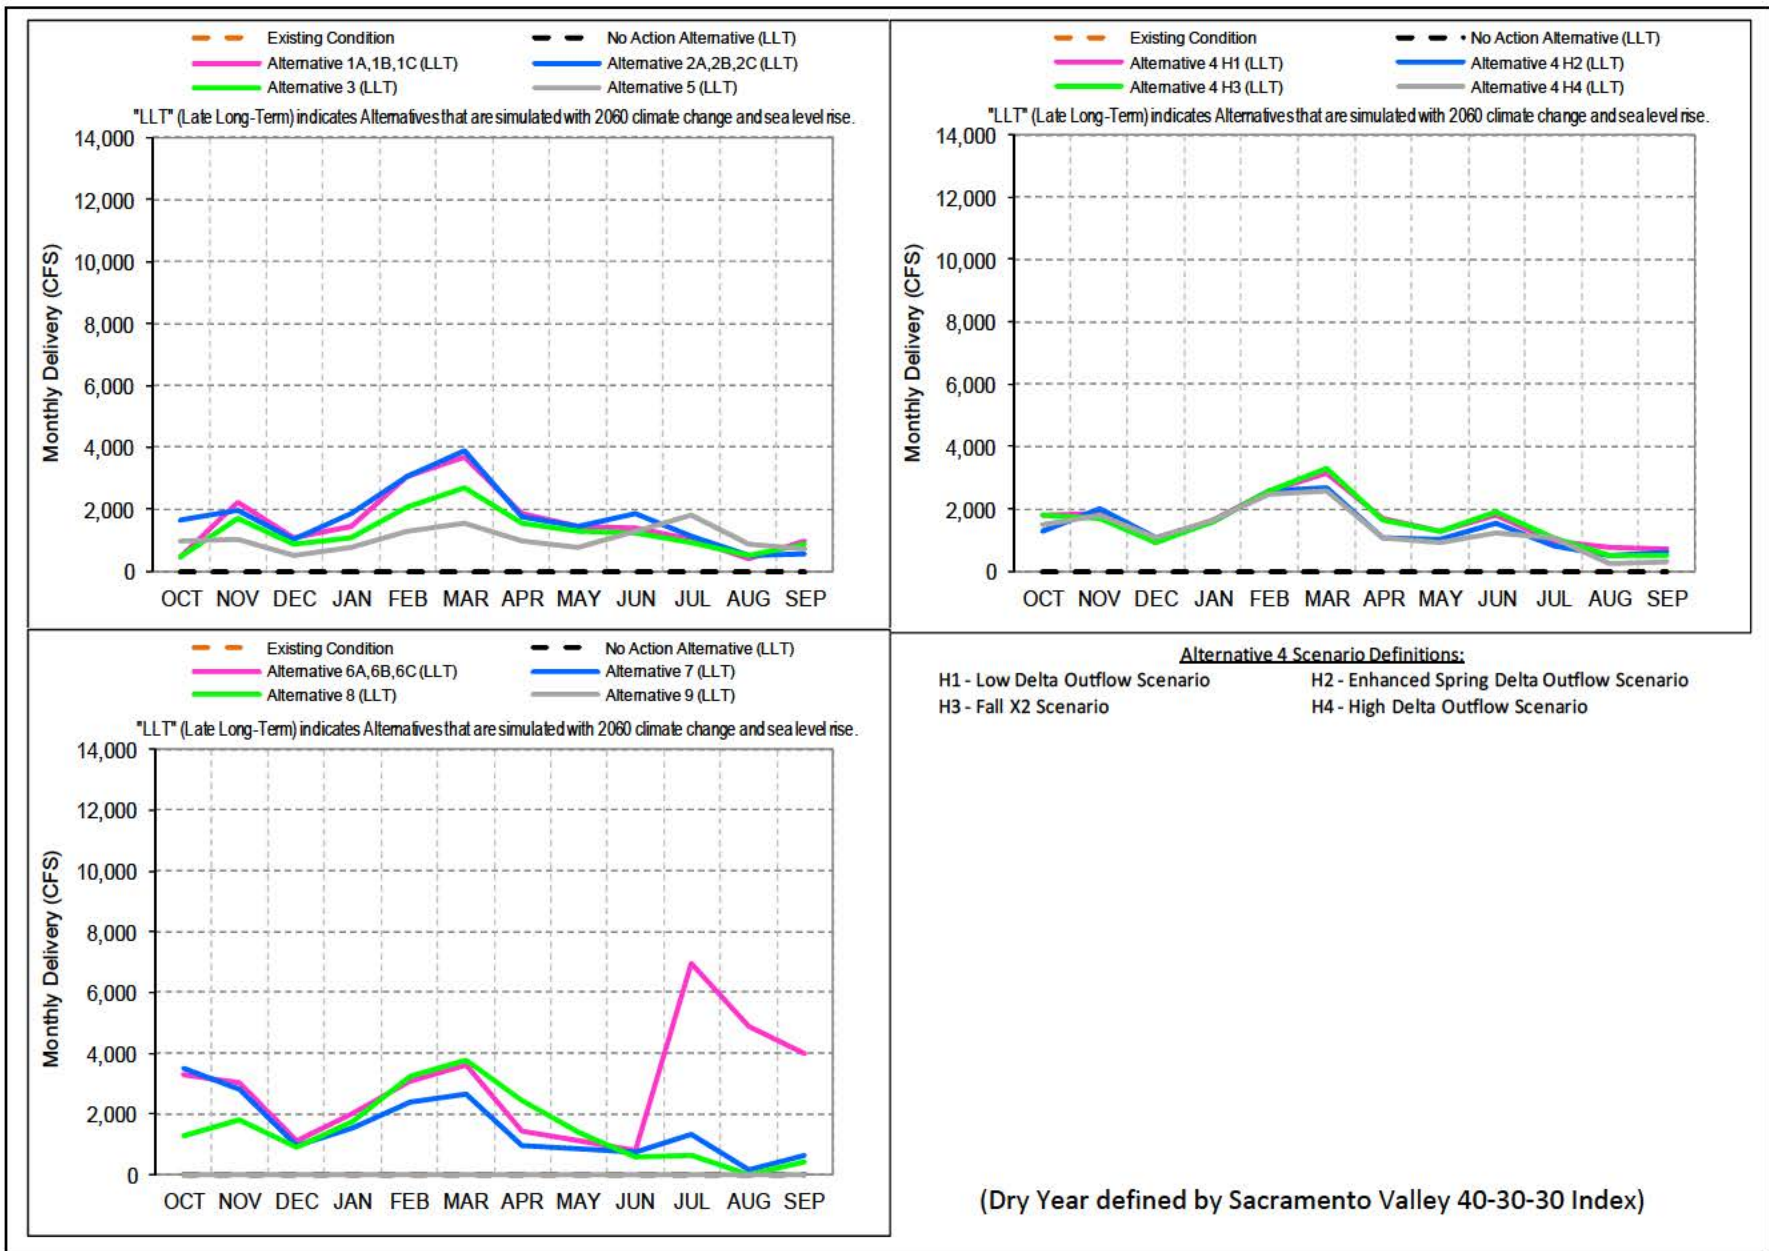 Existing Condition
No Action Alternative (LLT)
Alternative 1A,1B,1C (LLT)
Alternative 2A,2B,2C (LLT)
Alternative 3 (LLT)
Alternative 5 (LLT)
"LLT" (Late Long-Term) indicates Alternatives that are simulated with 2060 climate change and sea level rise.
Monthly Delivery (CFS)
14,000
12,000
10,000
8,000
6,000
4,000
2,000
0
OCT NOV DEC JAN FEB MAR APR MAY JUN JUL AUG SEP
Existing Condition
No Action Alternative (LLT)
Alternative 4 H1 (LLT)
Alternative 4 H2 (LLT)
Alternative 4 H3 (LLT)
Alternative 4 H4 (LLT)
"LLT" (Late Long-Term) indicates Alternatives that are simulated with 2060 climate change and sea level rise.
Monthly Delivery (CFS)
14,000
12,000
10,000
8,000
6,000
4,000
2,000
0
OCT NOV DEC JAN FEB MAR APR MAY JUN JUL AUG SEP
Existing Condition
No Action Alternative (LLT)
Alternative 6A,6B,6C (LLT)
Alternative 7 (LLT)
Alternative 8 (LLT)
Alternative 9 (LLT)
"LLT" (Late Long-Term) indicates Alternatives that are simulated with 2060 climate change and sea level rise.
Monthly Delivery (CFS)
14,000
12,000
10,000
8,000
6,000
4,000
2,000
0
OCT NOV DEC JAN FEB MAR APR MAY JUN JUL AUG SEP
Alternative 4 Scenario Definitions:
H1 - Low Delta Outflow Scenario
H2 - Enhanced Spring Delta Outflow Scenario
H3 - Fall X2 Scenario
H4 - High Delta Outflow Scenario
(Dry Year defined by Sacramento Valley 40-30-30 Index)